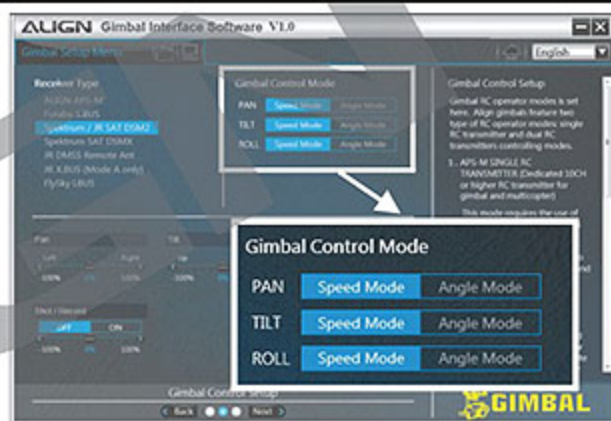 ALIGN Gimbal Interface Software V1.0
Gimbal Setup Menu
English
Receiver Type
ALIGN APS-M
Futaba S.BUS
Spektrum / JR SAT DSM2
Spektrum SAT DSMX
JR DMSS Remote Ant
JR X.BUS (Mode A only)
FlySky I.BUS
Gimbal Control Mode
PAN Speed Mode Angle Mode
TILT Speed Mode Angle Mode
ROLL Speed Mode Angle Mode
Gimbal Control Setup
Gimbal RC operator modes is set
here. Align gimbals feature two
type of RC operator modes: single
RC transmitter and dual RC
transmitters controlling modes.
1. APS-M SINGLE RC
TRANSMITTER (Dedicated 10CH
or higher RC transmitter for
gimbal and multicopter)
This mode requires the use of
Pan
Left Right
-100% 0% 100%
Tilt
Up
-100% 0%
Shot / Record
OFF ON
-100% 0% 100%
Gimbal Control Mode
PAN Speed Mode Angle Mode
TILT Speed Mode Angle Mode
ROLL Speed Mode Angle Mode
Gimbal Control Setup
Back Next
GIMBAL